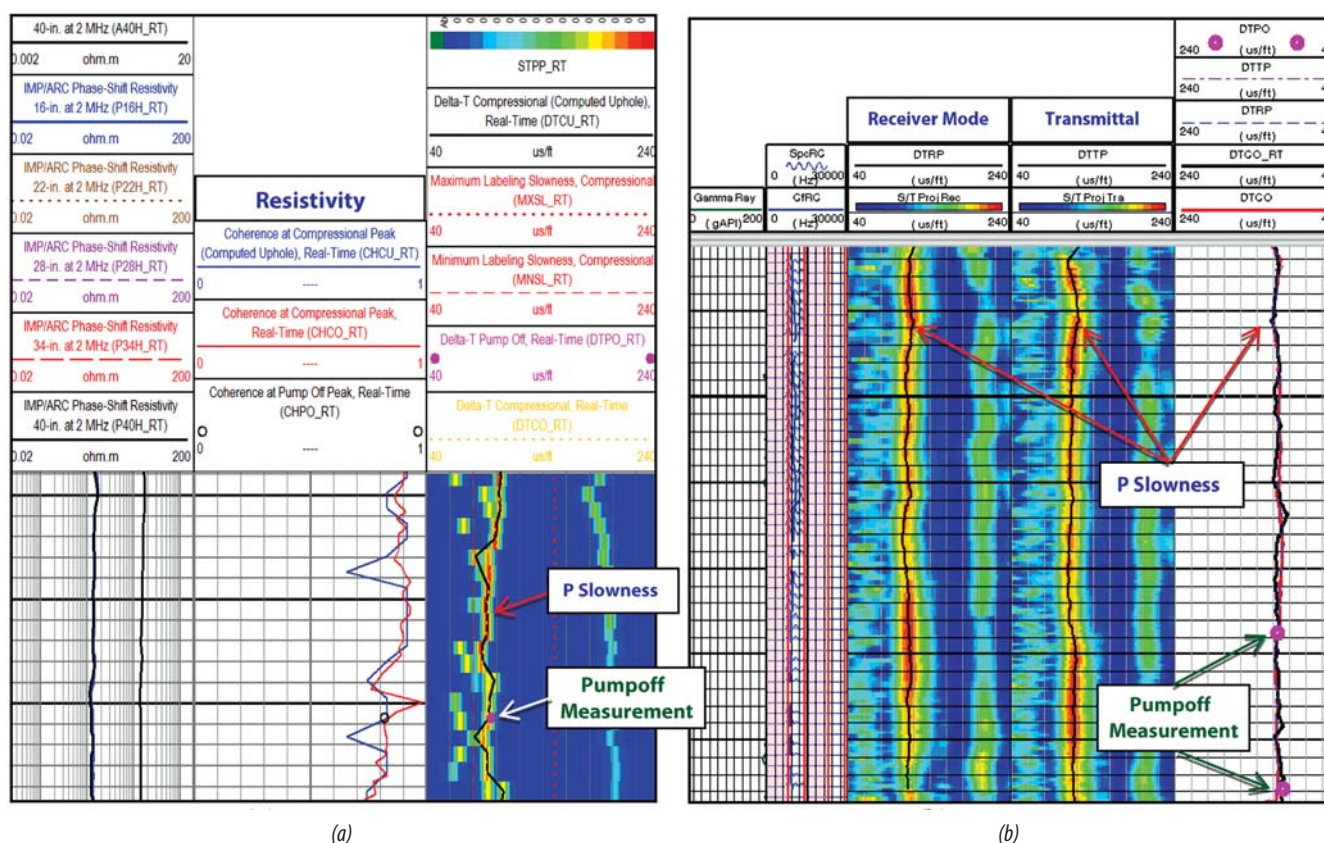 40-in. at 2 MHz (A40H_RT)
0.002 ohm.m 20
IMP/ARC Phase-Shift Resistivity
16-in. at 2 MHz (P16H_RT)
0.02 ohm.m 200
IMP/ARC Phase-Shift Resistivity
22-in. at 2 MHz (P22H_RT)
0.02 ohm.m 200
IMP/ARC Phase-Shift Resistivity
28-in. at 2 MHz (P28H_RT)
0.02 ohm.m 200
IMP/ARC Phase-Shift Resistivity
34-in. at 2 MHz (P34H_RT)
0.02 ohm.m 200
IMP/ARC Phase-Shift Resistivity
40-in. at 2 MHz (P40H_RT)
0.02 ohm.m 200
Resistivity
Coherence at Compressional Peak
(Computed Uphole), Real-Time (CHCU_RT)
0 ---- 1
Coherence at Compressional Peak,
Real-Time (CHCO_RT)
0 ---- 1
Coherence at Pump Off Peak, Real-Time
(CHPO_RT)
0 ---- 1
STPP_RT
Delta-T Compressional (Computed Uphole),
Real-Time (DTCU_RT)
40 us/ft 240
Maximum Labeling Slowness, Compressional
(MXSL_RT)
40 us/ft 240
Minimum Labeling Slowness, Compressional
(MNSL_RT)
40 us/ft 240
Delta-T Pump Off, Real-Time (DTPO_RT)
40 us/ft 240
Delta-T Compressional, Real-Time
(DTCO_RT)
40 us/ft 240
P Slowness
Pumpoff
Measurement
(a)
DTPO
240 (us/ft) 4
DTTP
240 (us/ft) 4
DTRP
240 (us/ft) 4
DTCO_RT
240 (us/ft) 4
DTCO
240 (us/ft) 4
Receiver Mode
Transmittal
SpcRC
0 (Hz) 30000
CfRC
0 (Hz) 30000
Gamma Ray
0 (gAPI) 200
DTRP
40 (us/ft) 240
S/T Proj Rec
40 (us/ft) 240
DTTP
40 (us/ft) 240
S/T Proj Tra
40 (us/ft) 240
P Slowness
Pumpoff
Measurement
(b)